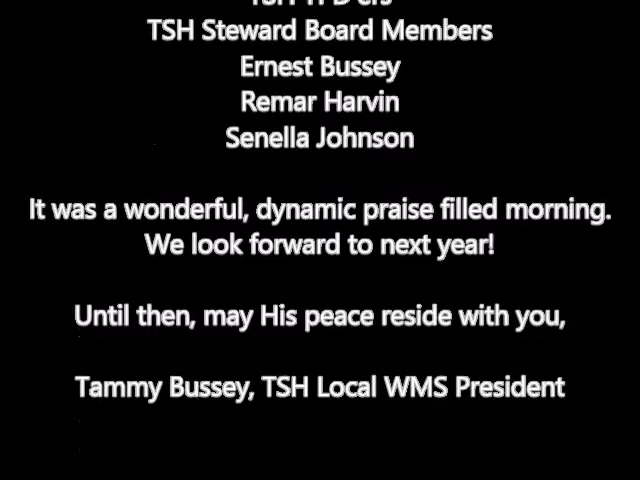 TSH Steward Board Members
Ernest Bussey
Remar Harvin
Senella Johnson
It was a wonderful, dynamic praise filled morning.
We look forward to next year!
Until then, may His peace reside with you,
Tammy Bussey, TSH Local WMS President